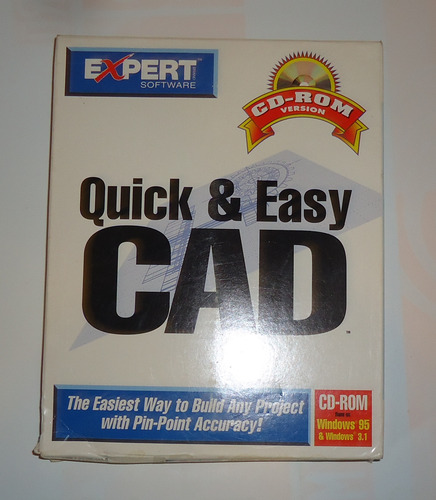 EXPERT
SOFTWARE
CD-ROM
VERSION
Quick & Easy
CAD
The Easiest Way to Build Any Project
with Pin-Point Accuracy!
CD-ROM
Windows 95
& Windows 3.1